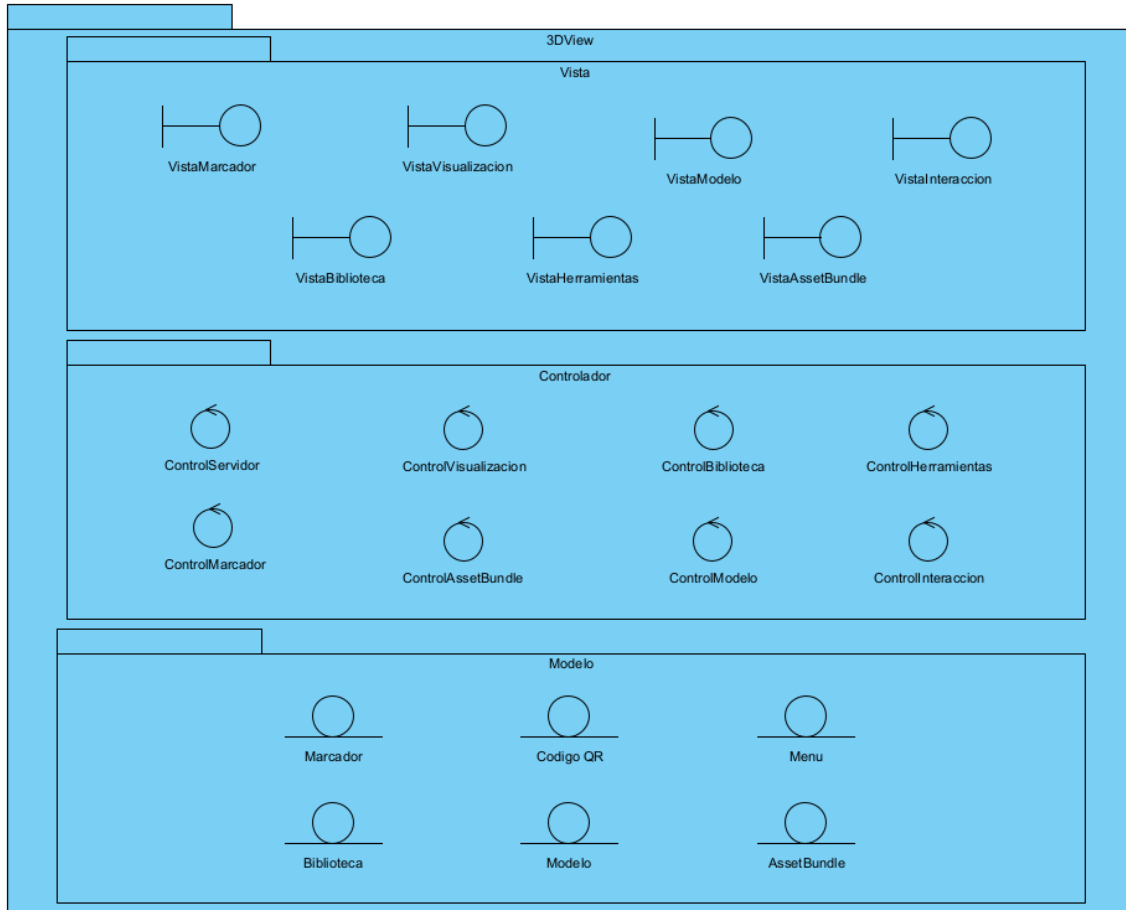 3DView
Vista
VistaMarcador
VistaVisualizacion
VistaModelo
VistaInteraccion
VistaBiblioteca
VistaHerramientas
VistaAssetBundle
Controlador
ControlServidor
ControlVisualizacion
ControlBiblioteca
ControlHerramientas
ControlMarcador
ControlAssetBundle
ControlModelo
ControlInteraccion
Modelo
Marcador
Codigo QR
Menu
Biblioteca
Modelo
AssetBundle